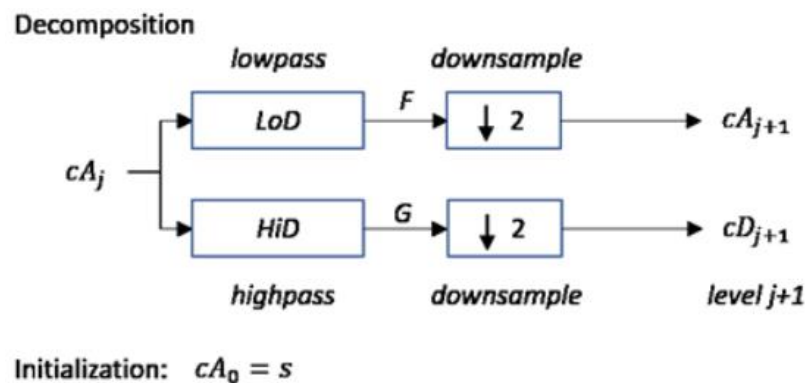 Decomposition
lowpass downsample
LoD F ↓ 2 cA_{j+1}
cA_j
HiD G ↓ 2 cD_{j+1}
highpass downsample level j+1
Initialization: cA_0 = s